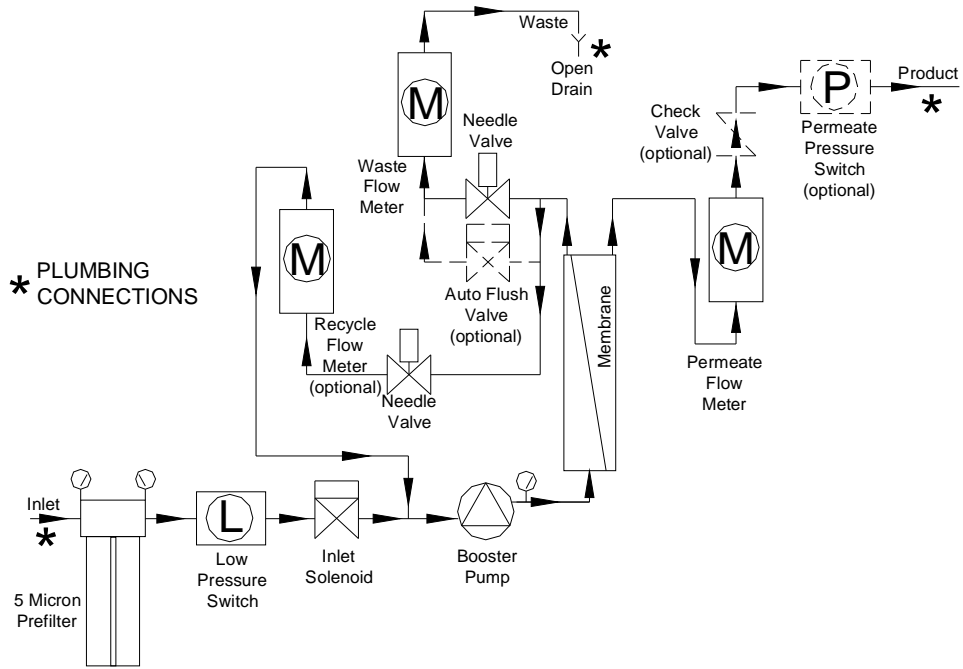 Waste
*
Open
Drain
M
Needle
Valve
Waste
Flow
Meter
P
Product
*
Check
Valve
(optional)
Permeate
Pressure
Switch
(optional)
M
M
* PLUMBING
CONNECTIONS
Auto Flush
Valve
(optional)
Recycle
Flow
Meter
(optional)
Needle
Valve
Membrane
Permeate
Flow
Meter
Inlet
*
L
Low
Pressure
Switch
Inlet
Solenoid
Booster
Pump
5 Micron
Prefilter